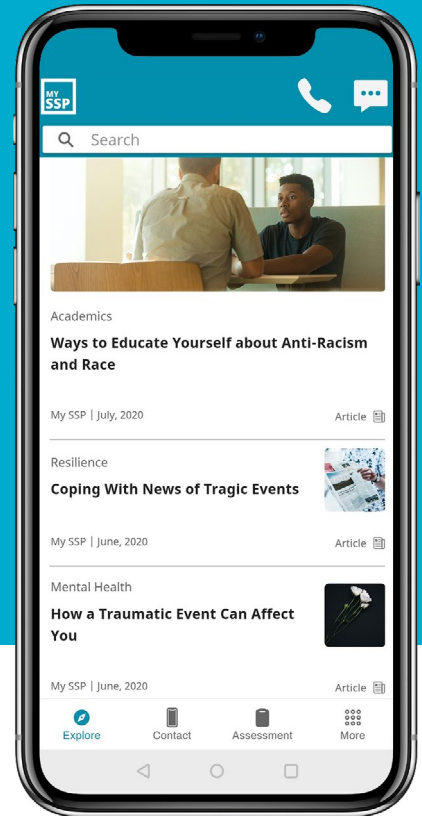 MY
SSP
Search
Academics
Ways to Educate Yourself about Anti-Racism
and Race
My SSP | July, 2020
Article
Resilience
Coping With News of Tragic Events
My SSP | June, 2020
Article
Mental Health
How a Traumatic Event Can Affect
You
My SSP | June, 2020
Article
Explore
Contact
Assessment
More